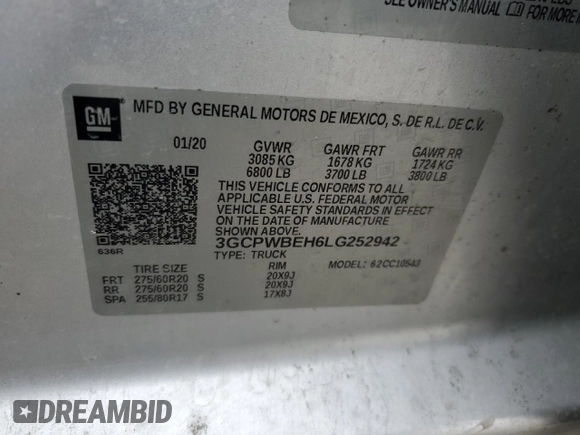 SEE OWNER'S MANUAL FOR MORE
GM
MFD BY GENERAL MOTORS DE MEXICO, S. DE R.L. DE C.V.
01/20 GVWR GAWR FRT GAWR RR
3085 KG 1678 KG 1724 KG
6800 LB 3700 LB 3800 LB
THIS VEHICLE CONFORMS TO ALL
APPLICABLE U.S. FEDERAL MOTOR
VEHICLE SAFETY STANDARDS IN EFFECT
ON THE DATE OF MANUFACTURE SHOWN ABOVE.
3GCPWBEH6LG252942
636R
TYPE: TRUCK
MODEL: 62CC10543
TIRE SIZE RIM
FRT 275/60R20 S 20X9J
RR 275/60R20 S 20X9J
SPA 255/80R17 S 17X8J
DREAMBID